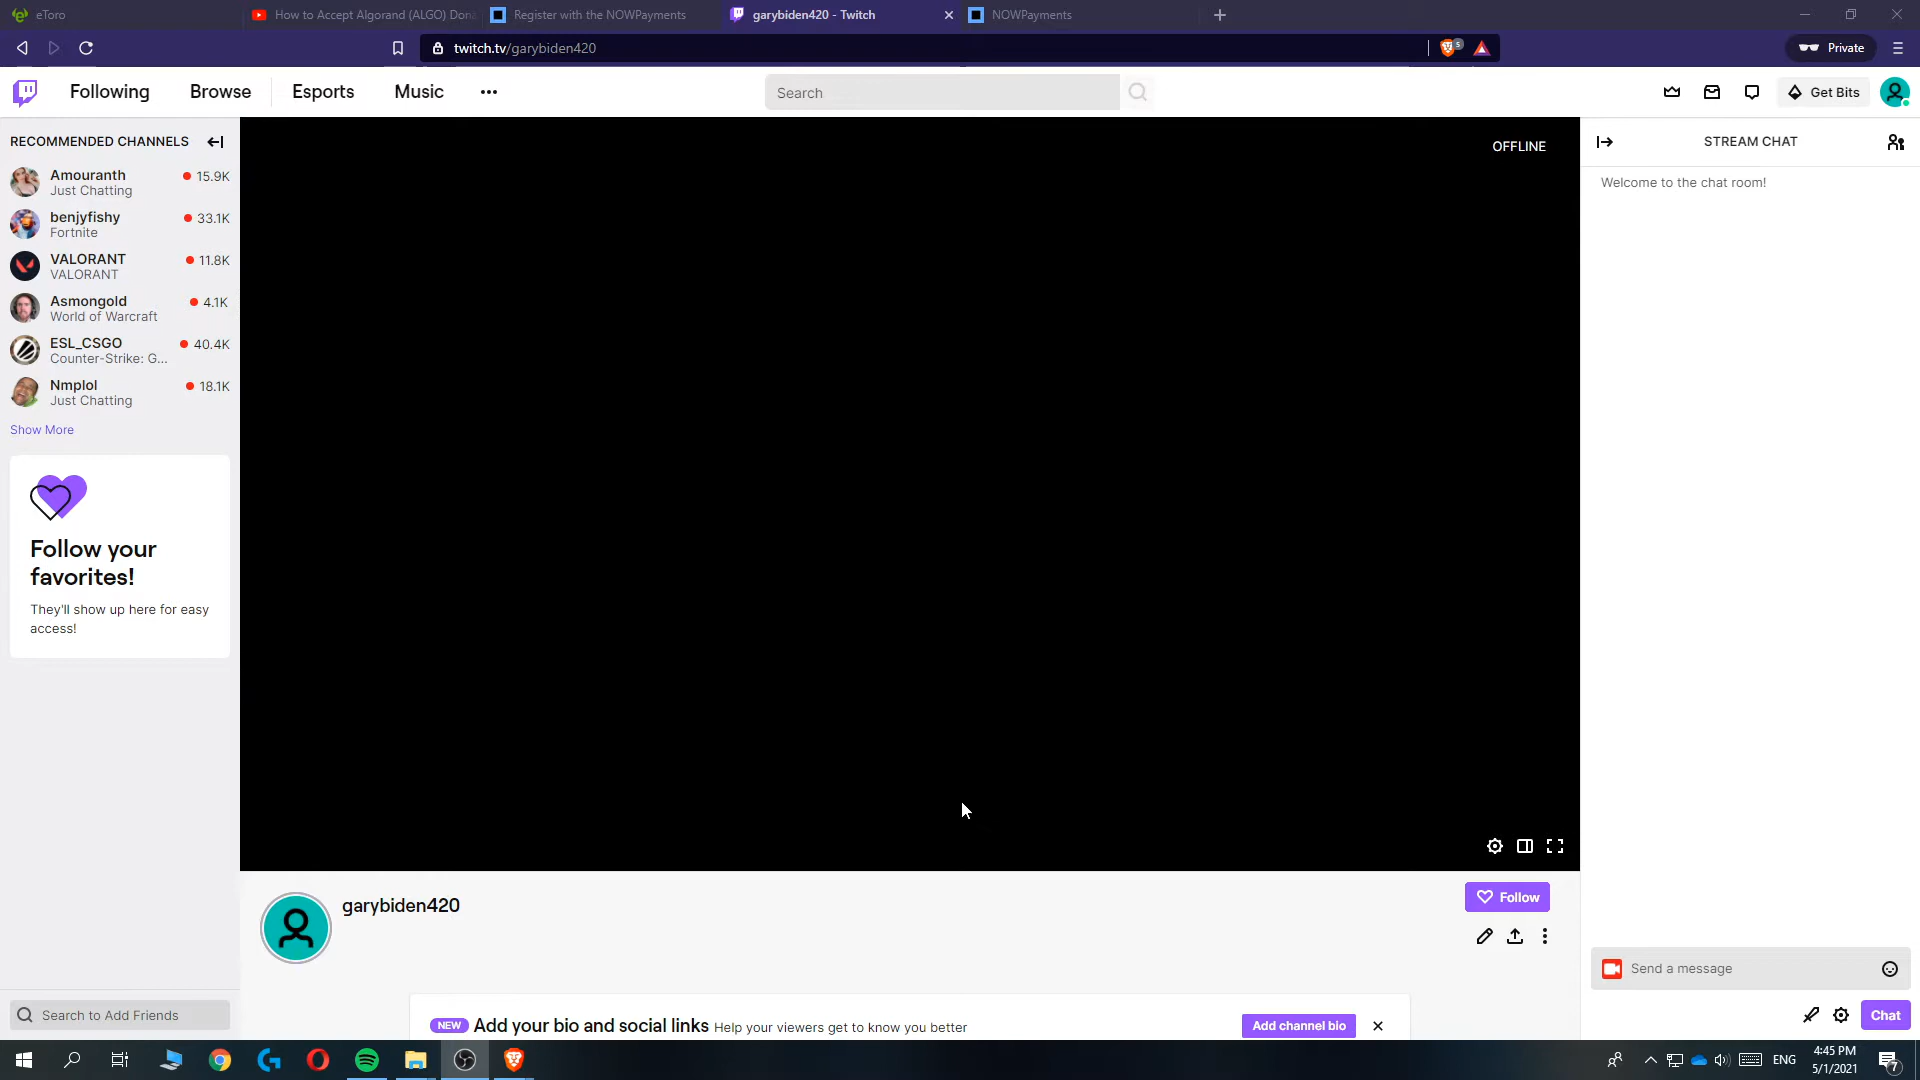 eToro
How to Accept Algorand (ALGO) Dona
Register with the NOWPayments
garybiden420 - Twitch
NOWPayments
twitch.tv/garybiden420
5
Private
Following
Browse
Esports
Music
Search
Get Bits
RECOMMENDED CHANNELS
Amouranth
15.9K
Just Chatting
benjyfishy
33.1K
Fortnite
VALORANT
11.8K
VALORANT
Asmongold
4.1K
World of Warcraft
ESL_CSGO
40.4K
Counter-Strike: G...
Nmplol
18.1K
Just Chatting
Show More
Follow your
favorites!
They'll show up here for easy
access!
Search to Add Friends
OFFLINE
garybiden420
Follow
NEW Add your bio and social links Help your viewers get to know you better
Add channel bio
STREAM CHAT
Welcome to the chat room!
Send a message
Chat
ENG
4:45 PM
5/1/2021
7